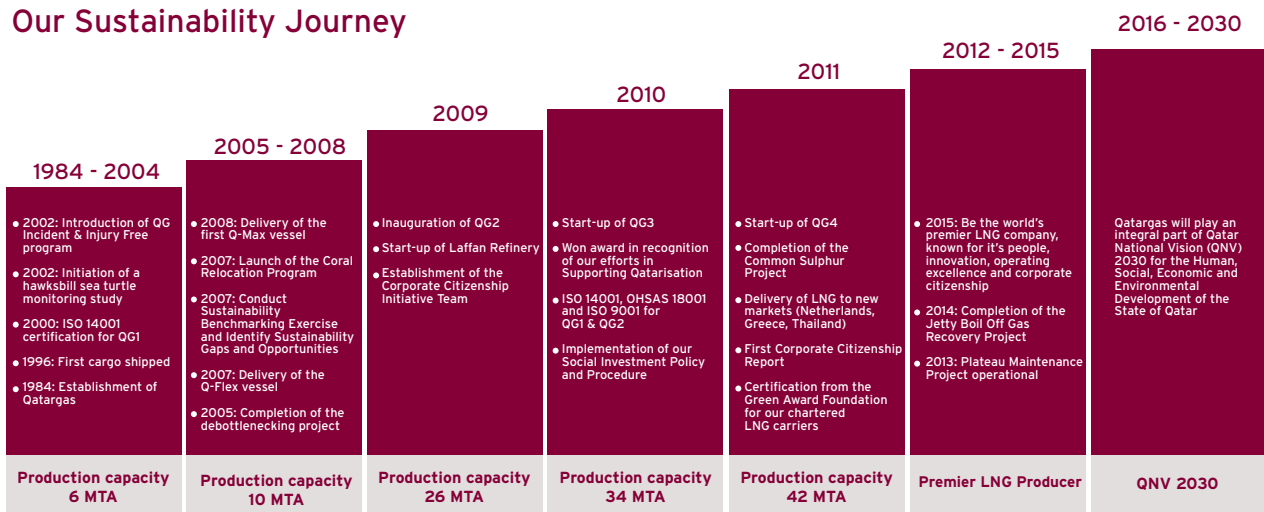 Our Sustainability Journey
1984 - 2004
• 2002: Introduction of QG
Incident & Injury Free
program
• 2002: Initiation of a
hawksbill sea turtle
monitoring study
• 2000: ISO 14001
certification for QG1
• 1996: First cargo shipped
• 1984: Establishment of
Qatargas
Production capacity
6 MTA
2005 - 2008
• 2008: Delivery of the
first Q-Max vessel
• 2007: Launch of the Coral
Relocation Program
• 2007: Conduct
Sustainability
Benchmarking Exercise
and Identify Sustainability
Gaps and Opportunities
• 2007: Delivery of the
Q-Flex vessel
• 2005: Completion of the
debottlenecking project
Production capacity
10 MTA
2009
• Inauguration of QG2
• Start-up of Laffan Refinery
• Establishment of the
Corporate Citizenship
Initiative Team
Production capacity
26 MTA
2010
• Start-up of QG3
• Won award in recognition
of our efforts in
Supporting Qatarisation
• ISO 14001, OHSAS 18001
and ISO 9001 for
QG1 & QG2
• Implementation of our
Social Investment Policy
and Procedure
Production capacity
34 MTA
2011
• Start-up of QG4
• Completion of the
Common Sulphur
Project
• Delivery of LNG to new
markets (Netherlands,
Greece, Thailand)
• First Corporate Citizenship
Report
• Certification from the
Green Award Foundation
for our chartered
LNG carriers
Production capacity
42 MTA
2012 - 2015
• 2015: Be the world's
premier LNG company,
known for it's people,
innovation, operating
excellence and corporate
citizenship
• 2014: Completion of the
Jetty Boil Off Gas
Recovery Project
• 2013: Plateau Maintenance
Project operational
Premier LNG Producer
2016 - 2030
Qatargas will play an
integral part of Qatar
National Vision (QNV)
2030 for the Human,
Social, Economic and
Environmental
Development of the
State of Qatar
QNV 2030